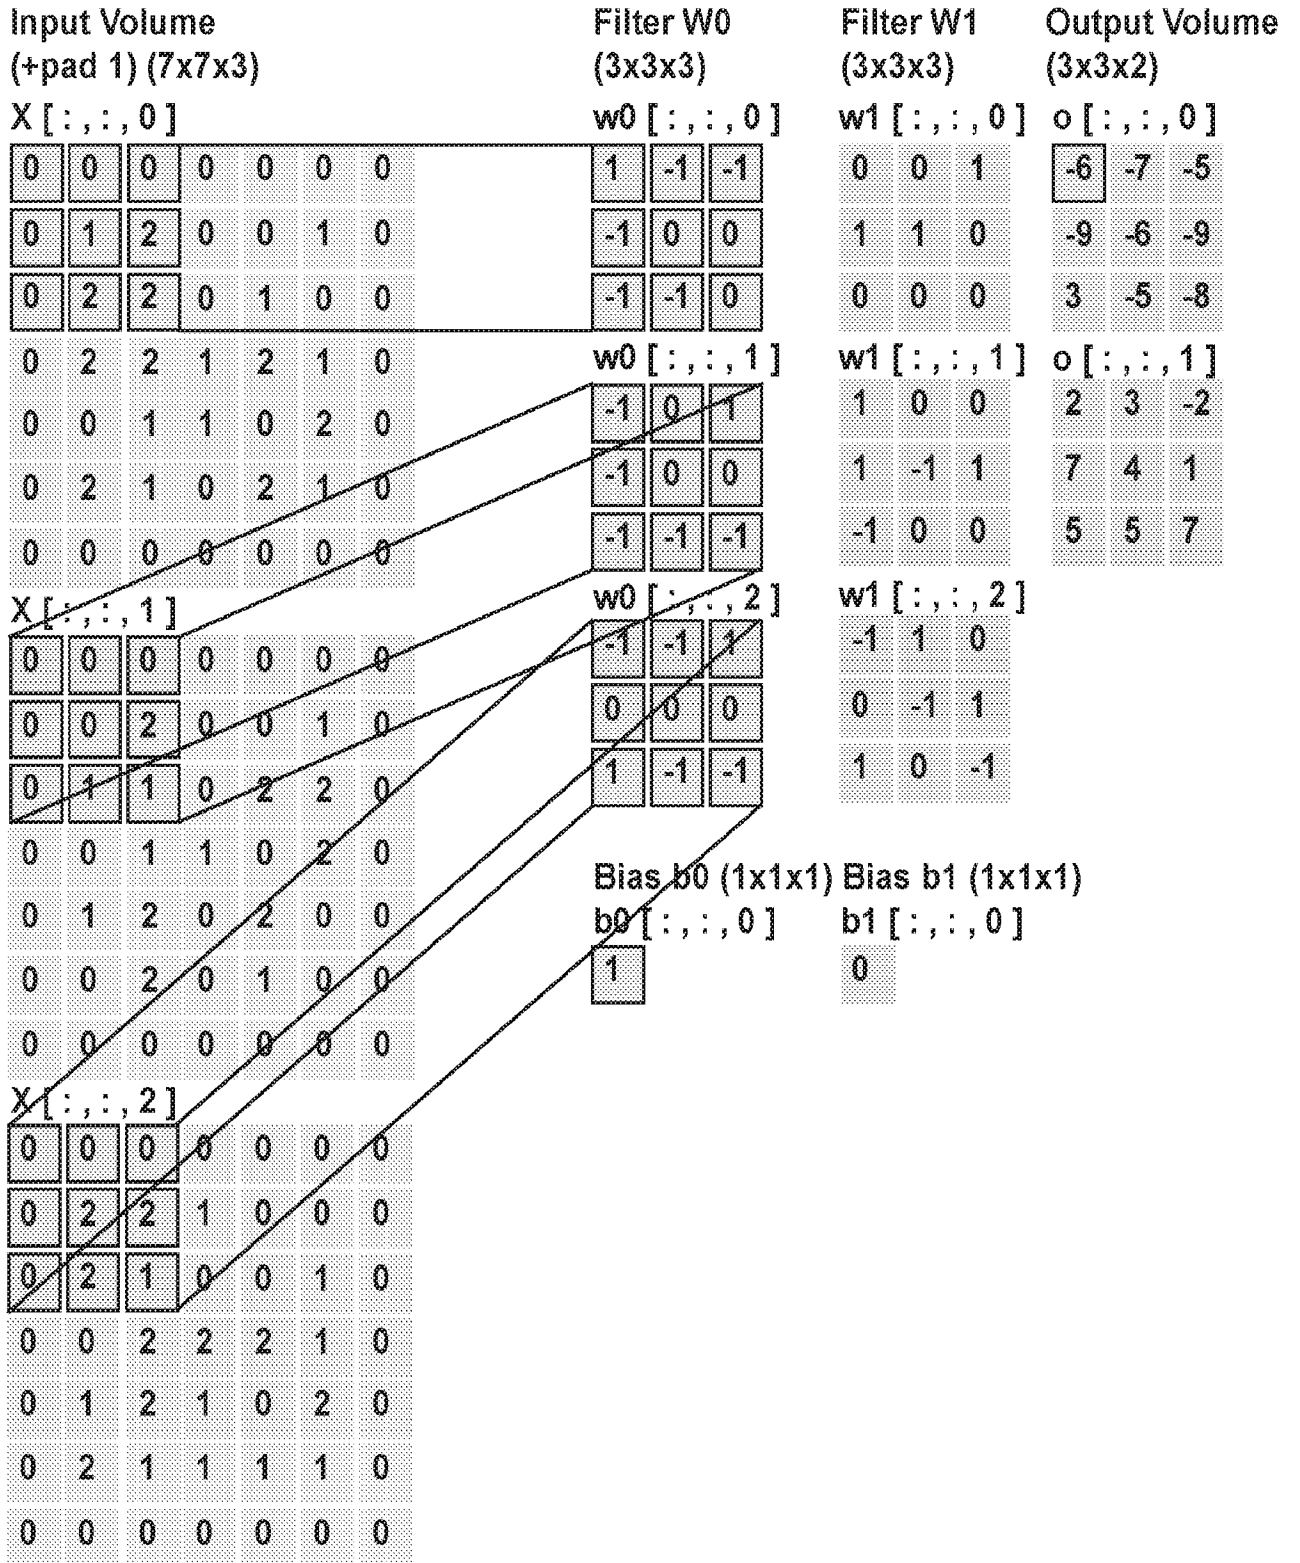 Input Volume
(+pad 1) (7x7x3)
X [ : , : , 0 ]
0 0 0 0 0 0 0
0 1 2 0 0 1 0
0 2 2 0 1 0 0
0 2 2 1 2 1 0
0 0 1 1 0 2 0
0 2 1 0 2 1 0
0 0 0 0 0 0 0
X [ : , : , 1 ]
0 0 0 0 0 0 0
0 0 2 0 0 1 0
0 1 1 0 2 2 0
0 0 1 1 0 2 0
0 1 2 0 2 0 0
0 0 2 0 1 0 0
0 0 0 0 0 0 0
X [ : , : , 2 ]
0 0 0 0 0 0 0
0 2 2 1 0 0 0
0 2 1 0 0 1 0
0 0 2 2 2 1 0
0 1 2 1 0 2 0
0 2 1 1 1 1 0
0 0 0 0 0 0 0
Filter W0
(3x3x3)
w0 [ : , : , 0 ]
1 -1 -1
-1 0 0
-1 -1 0
w0 [ : , : , 1 ]
-1 0 1
-1 0 0
-1 -1 -1
w0 [ : , : , 2 ]
-1 -1 1
0 0 0
1 -1 -1
Bias b0 (1x1x1)
b0 [ : , : , 0 ]
1
Filter W1
(3x3x3)
w1 [ : , : , 0 ]
0 0 1
1 1 0
0 0 0
w1 [ : , : , 1 ]
1 0 0
1 -1 1
-1 0 0
w1 [ : , : , 2 ]
-1 1 0
0 -1 1
1 0 -1
Bias b1 (1x1x1)
b1 [ : , : , 0 ]
0
Output Volume
(3x3x2)
o [ : , : , 0 ]
-6 -7 -5
-9 -6 -9
3 -5 -8
o [ : , : , 1 ]
2 3 -2
7 4 1
5 5 7